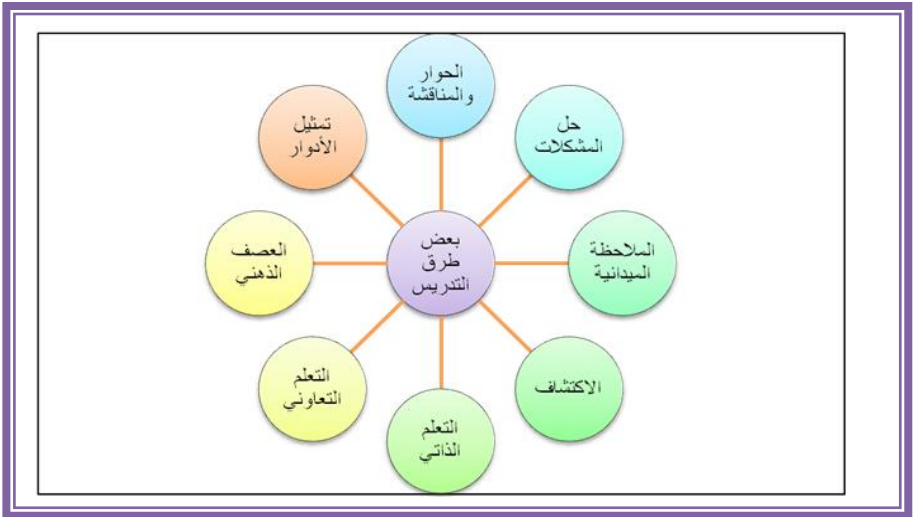 الحوار
والمناقشة
حل
المشكلات
الملاحظة
الميدانية
الاكتشاف
التعلم
الذاتي
التعلم
التعاوني
العصف
الذهني
تمثيل
الأدوار
بعض
طرق
التدريس